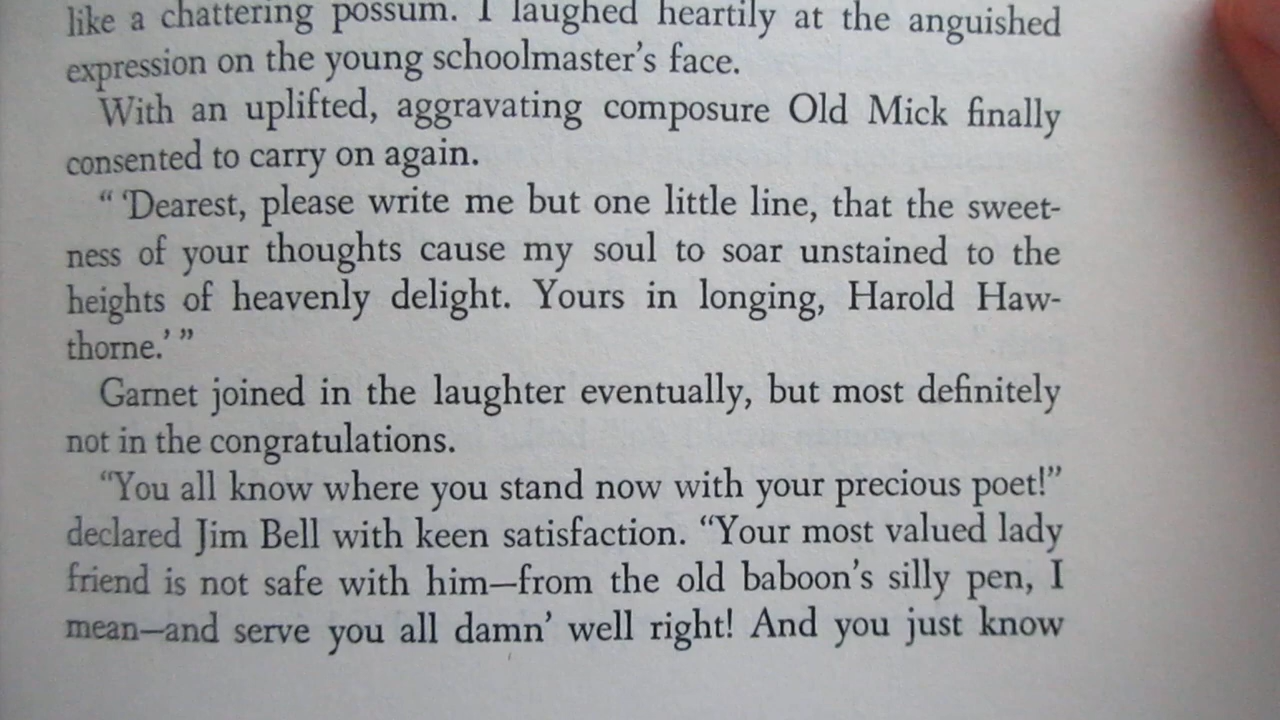 like a chattering possum. I laughed heartily at the anguished
expression on the young schoolmaster's face.
With an uplifted, aggravating composure Old Mick finally
consented to carry on again.
“ ‘Dearest, please write me but one little line, that the sweet-
ness of your thoughts cause my soul to soar unstained to the
heights of heavenly delight. Yours in longing, Harold Haw-
thorne.’ ”
Garnet joined in the laughter eventually, but most definitely
not in the congratulations.
“You all know where you stand now with your precious poet!”
declared Jim Bell with keen satisfaction. “Your most valued lady
friend is not safe with him—from the old baboon’s silly pen, I
mean—and serve you all damn’ well right! And you just know